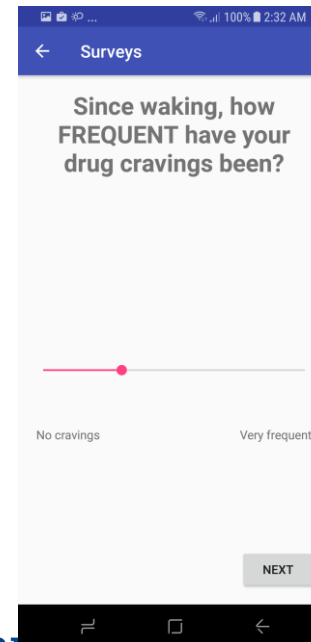 ... 100% 2:32 AM
Surveys
Since waking, how
FREQUENT have your
drug cravings been?
No cravings Very frequent
NEXT